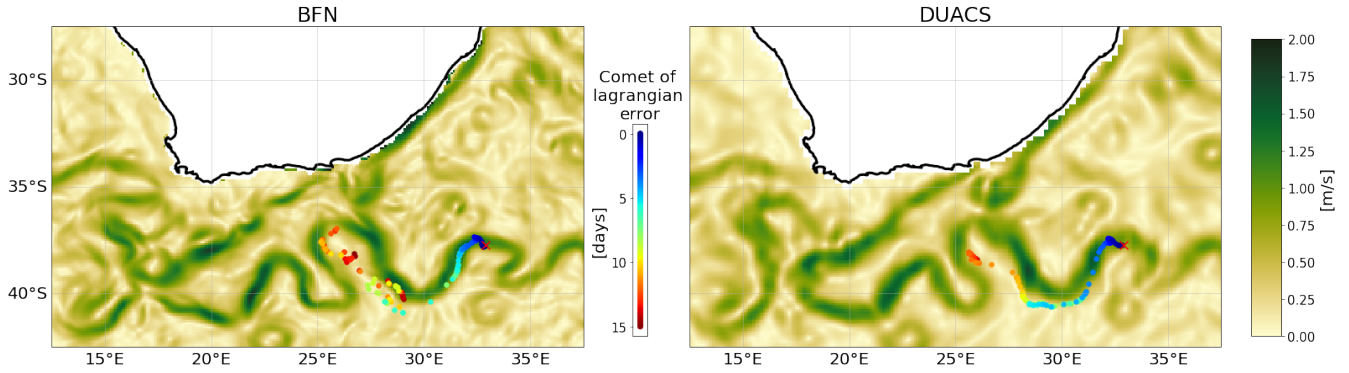 BFN
DUACS
30°S
35°S
40°S
15°E
20°E
25°E
30°E
35°E
Comet of
lagrangian
error
0
5
10
15
[days]
15°E
20°E
25°E
30°E
35°E
2.00
1.75
1.50
1.25
1.00
0.75
0.50
0.25
0.00
[m/s]